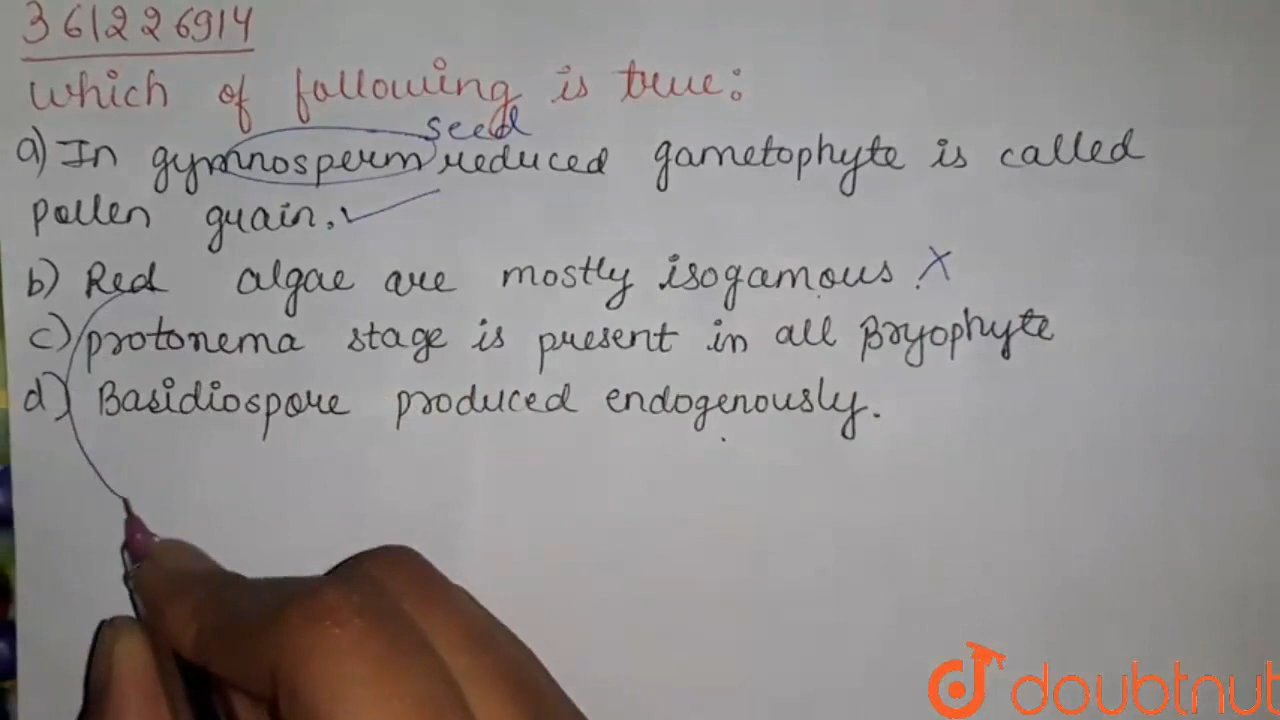 361226914
Which of following is true:
seed
a) In gymnosperm reduced gametophyte is called
pollen grain.
b) Red algae are mostly isogamous.
c) protonema stage is present in all Bryophyte
d) Basidiospore produced endogenously.
doubtnut